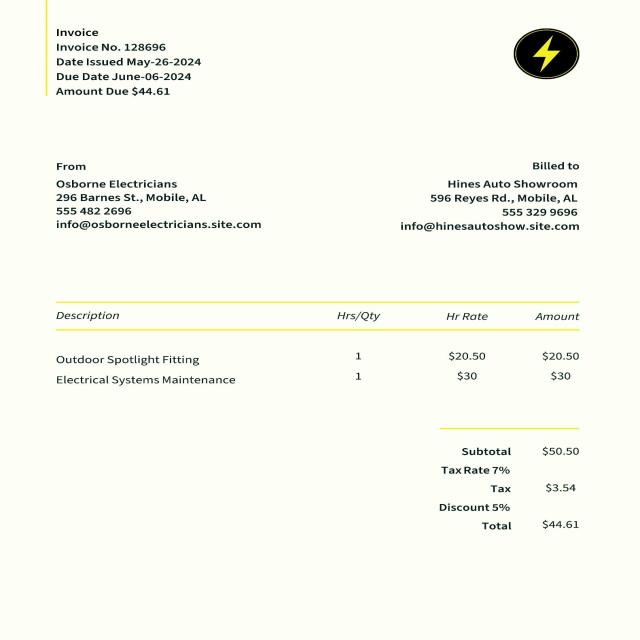 Invoice
Invoice No. 128696
Date Issued May-26-2024
Due Date June-06-2024
Amount Due $44.61
From
Osborne Electricians
296 Barnes St., Mobile, AL
555 482 2696
info@osborneelectricians.site.com
Billed to
Hines Auto Showroom
596 Reyes Rd., Mobile, AL
555 329 9696
info@hinesautoshow.site.com
Description Hrs/Qty Hr Rate Amount
Outdoor Spotlight Fitting 1 $20.50 $20.50
Electrical Systems Maintenance 1 $30 $30
Subtotal $50.50
Tax Rate 7%
Tax $3.54
Discount 5%
Total $44.61